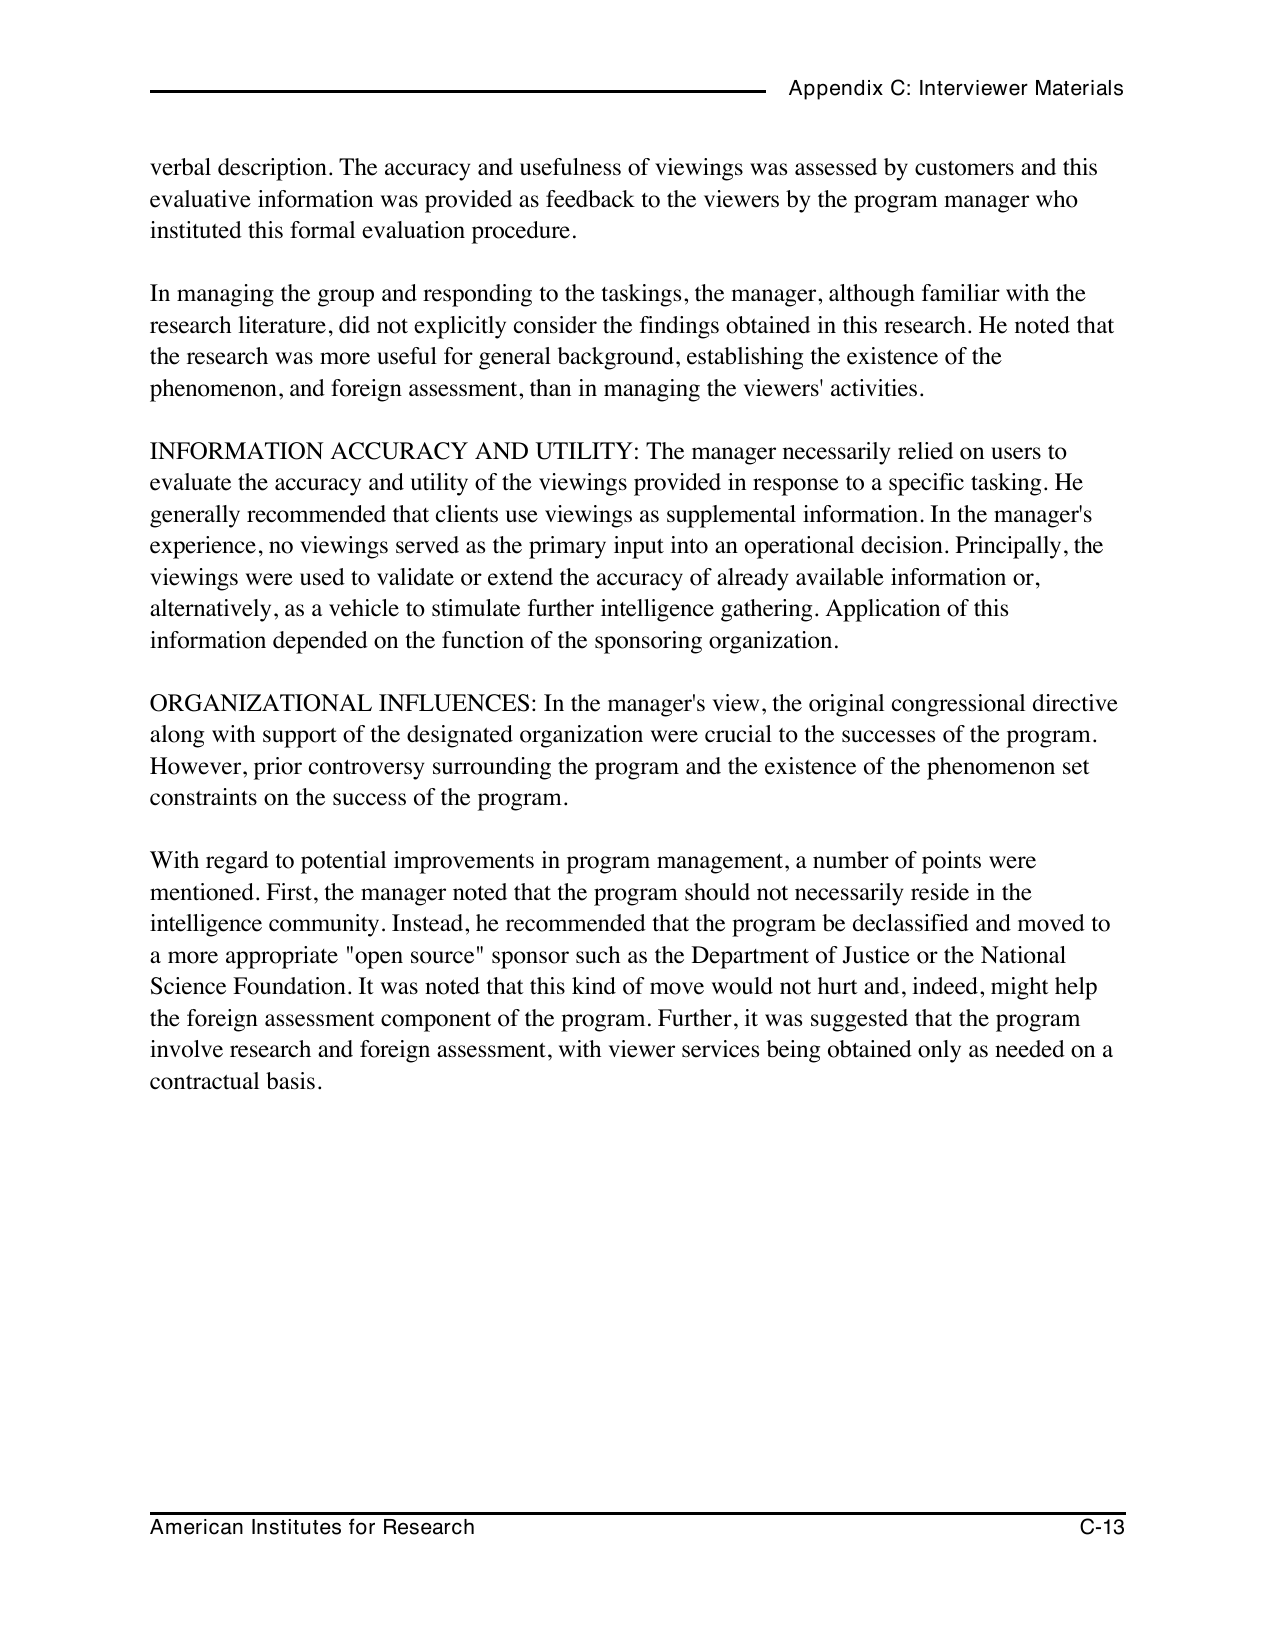 Appendix C: Interviewer Materials
verbal description. The accuracy and usefulness of viewings was assessed by customers and this
evaluative information was provided as feedback to the viewers by the program manager who
instituted this formal evaluation procedure.
In managing the group and responding to the taskings, the manager, although familiar with the
research literature, did not explicitly consider the findings obtained in this research. He noted that
the research was more useful for general background, establishing the existence of the
phenomenon, and foreign assessment, than in managing the viewers' activities.
INFORMATION ACCURACY AND UTILITY: The manager necessarily relied on users to
evaluate the accuracy and utility of the viewings provided in response to a specific tasking. He
generally recommended that clients use viewings as supplemental information. In the manager's
experience, no viewings served as the primary input into an operational decision. Principally, the
viewings were used to validate or extend the accuracy of already available information or,
alternatively, as a vehicle to stimulate further intelligence gathering. Application of this
information depended on the function of the sponsoring organization.
ORGANIZATIONAL INFLUENCES: In the manager's view, the original congressional directive
along with support of the designated organization were crucial to the successes of the program.
However, prior controversy surrounding the program and the existence of the phenomenon set
constraints on the success of the program.
With regard to potential improvements in program management, a number of points were
mentioned. First, the manager noted that the program should not necessarily reside in the
intelligence community. Instead, he recommended that the program be declassified and moved to
a more appropriate "open source" sponsor such as the Department of Justice or the National
Science Foundation. It was noted that this kind of move would not hurt and, indeed, might help
the foreign assessment component of the program. Further, it was suggested that the program
involve research and foreign assessment, with viewer services being obtained only as needed on a
contractual basis.
American Institutes for Research C-13